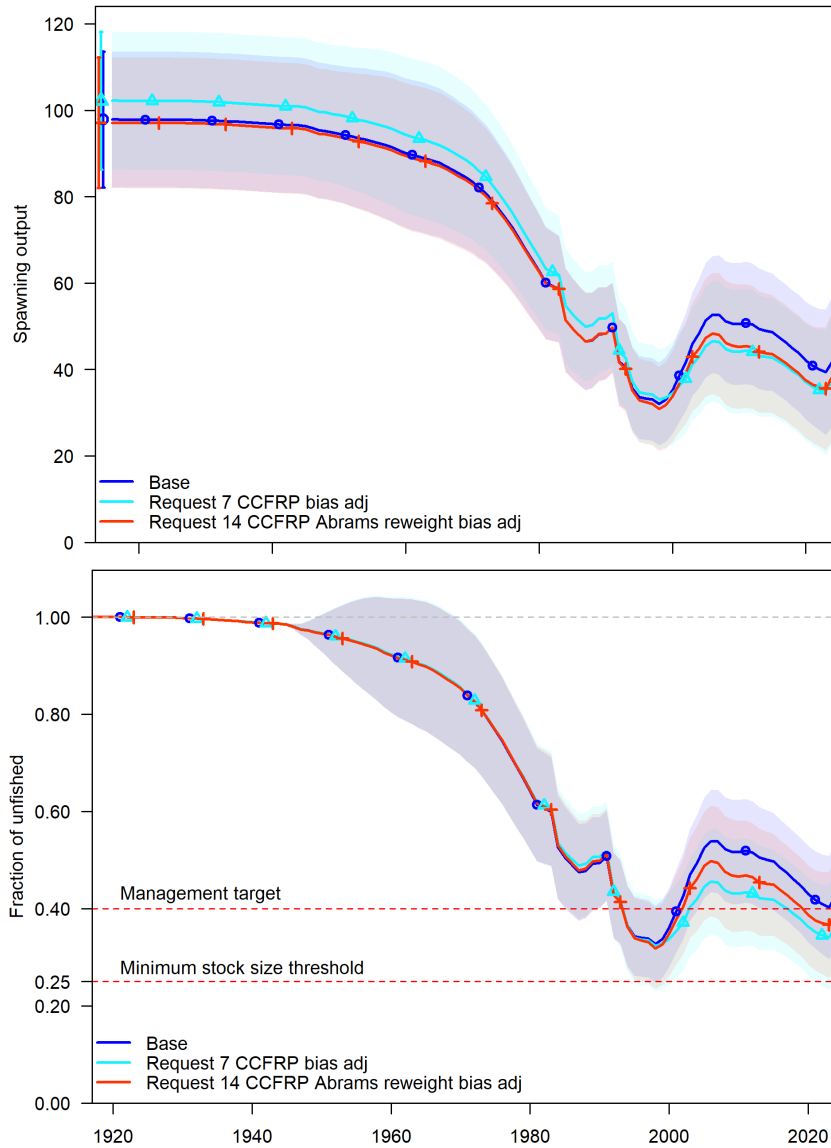 120
100
80
60
40
20
0
Spawning output
Base
Request 7 CCFRP bias adj
Request 14 CCFRP Abrams reweight bias adj
1.00
0.80
0.60
0.40
0.25
0.20
0.00
Fraction of unfished
Management target
Minimum stock size threshold
Base
Request 7 CCFRP bias adj
Request 14 CCFRP Abrams reweight bias adj
1920 1940 1960 1980 2000 2020